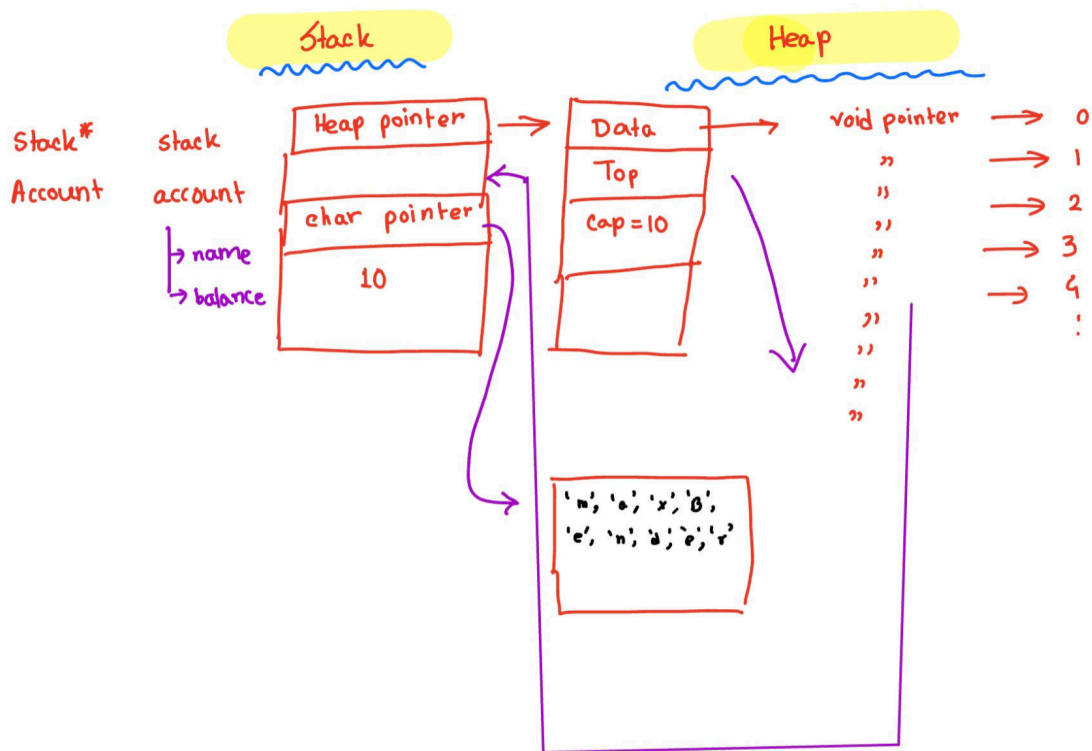 Stack
Heap
Stack* stack
Account account
name
balance
Heap pointer
char pointer
10
Data
Top
Cap = 10
void pointer 0
" 1
" 2
"
" 3
" 4
" :
"
"
"
'm', 'a', 'x', 'B',
'e', 'n', 'd', 'e', 'r'